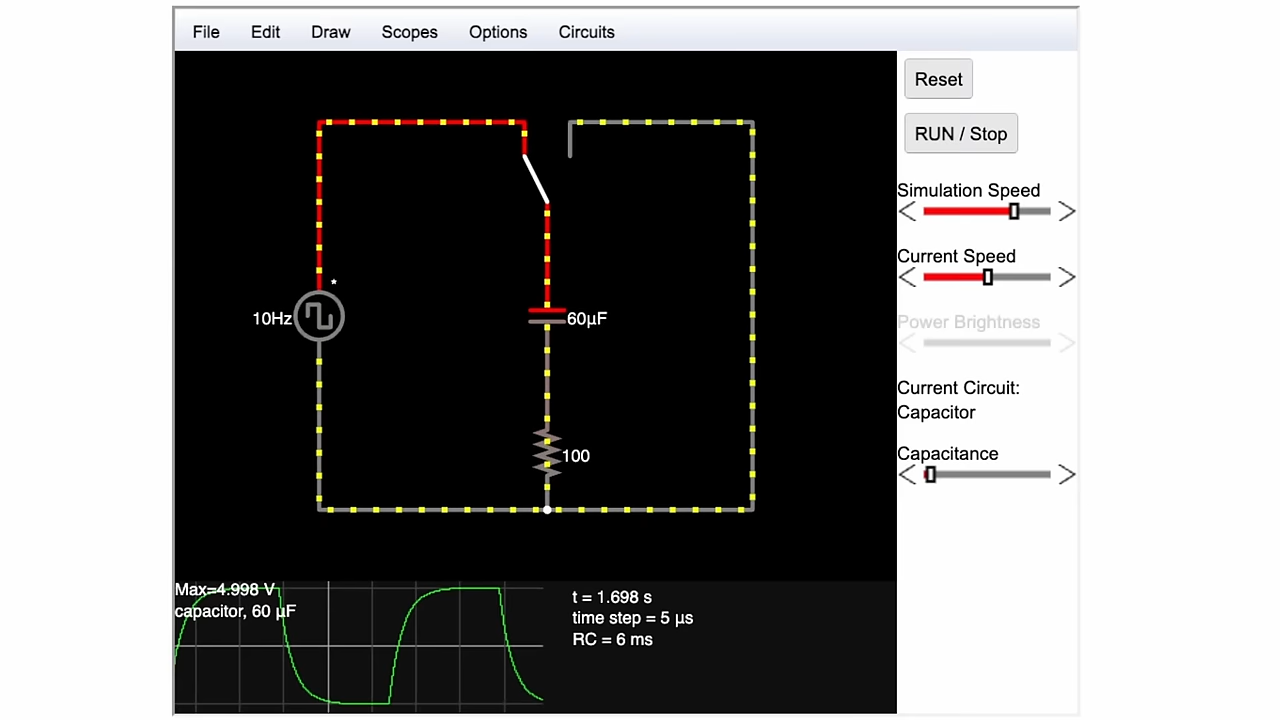 File Edit Draw Scopes Options Circuits
Reset
RUN / Stop
Simulation Speed
Current Speed
Power Brightness
Current Circuit:
Capacitor
Capacitance
*
10Hz
60µF
100
Max=4.998 V
capacitor, 60 µF
t = 1.698 s
time step = 5 µs
RC = 6 ms